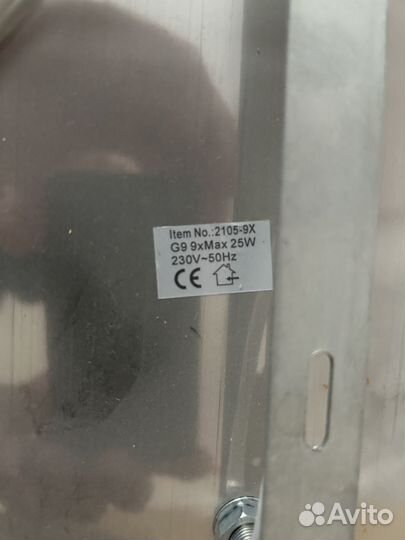 Item No.:2105-9X
G9 9xMax 25W
230V~50Hz
CE
Avito